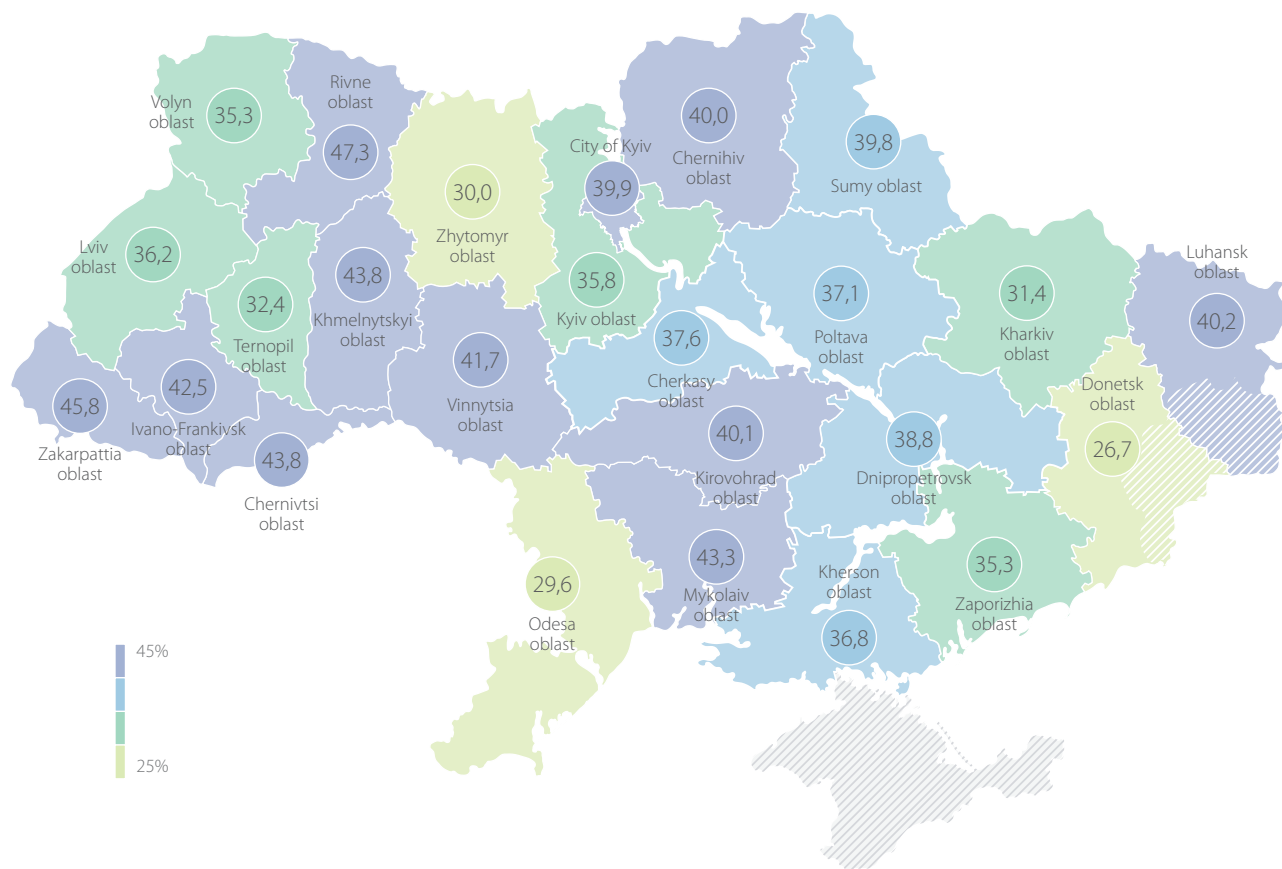 Volyn
oblast
35,3
Rivne
oblast
47,3
Zhytomyr
oblast
30,0
City of Kyiv
39,9
Chernihiv
oblast
40,0
Sumy oblast
39,8
Lviv
oblast
36,2
Ternopil
oblast
32,4
Khmelnytskyi
oblast
43,8
Kyiv oblast
35,8
Cherkasy
oblast
37,6
Poltava
oblast
37,1
Kharkiv
oblast
31,4
Luhansk
oblast
40,2
Zakarpattia
oblast
45,8
Ivano-Frankivsk
oblast
42,5
Chernivtsi
oblast
43,8
Vinnytsia
oblast
41,7
Kirovohrad
oblast
40,1
Dnipropetrovsk
oblast
38,8
Donetsk
oblast
26,7
Odesa
oblast
29,6
Mykolaiv
oblast
43,3
Kherson
oblast
36,8
Zaporizhia
oblast
35,3
45%
25%